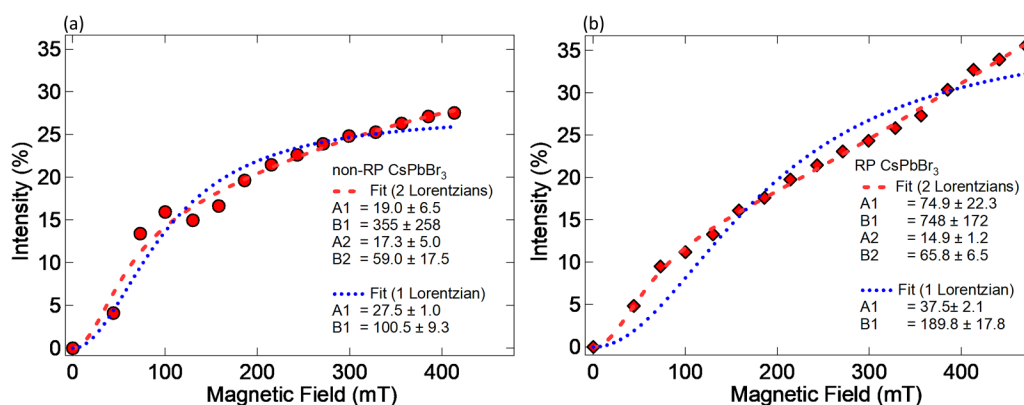 (a)
35
30
25
20
15
10
5
0
Intensity (%)
0 100 200 300 400
Magnetic Field (mT)
non-RP CsPbBr₃
Fit (2 Lorentzians)
A1 = 19.0 ± 6.5
B1 = 355 ± 258
A2 = 17.3 ± 5.0
B2 = 59.0 ± 17.5
Fit (1 Lorentzian)
A1 = 27.5 ± 1.0
B1 = 100.5 ± 9.3
(b)
35
30
25
20
15
10
5
0
Intensity (%)
0 100 200 300 400
Magnetic Field (mT)
RP CsPbBr₃
Fit (2 Lorentzians)
A1 = 74.9 ± 22.3
B1 = 748 ± 172
A2 = 14.9 ± 1.2
B2 = 65.8 ± 6.5
Fit (1 Lorentzian)
A1 = 37.5± 2.1
B1 = 189.8 ± 17.8